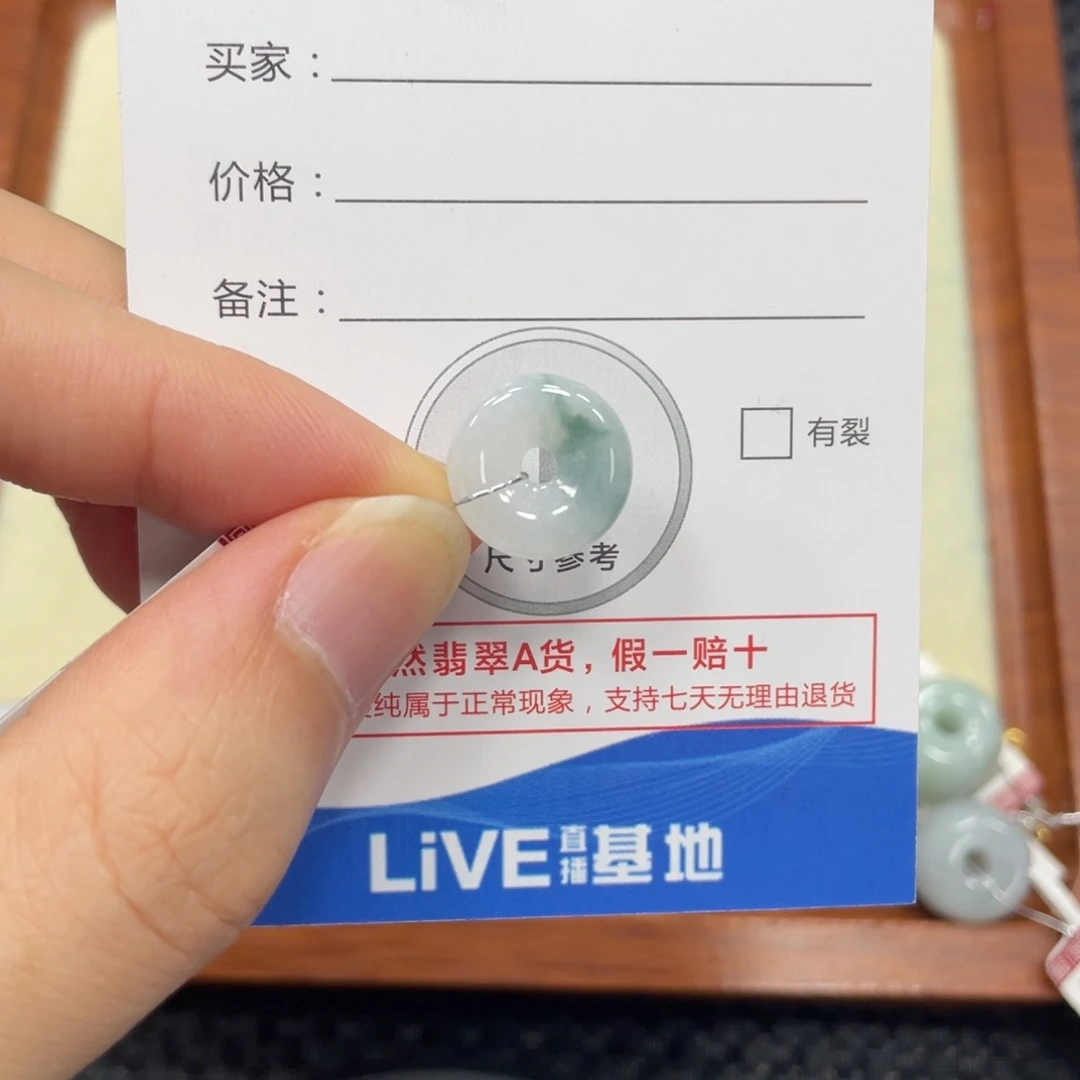 买家：
价格：
备注：
有裂
尺寸参考
然翡翠A货，假一赔十
纯属于正常现象，支持七天无理由退货
LiVE直播基地